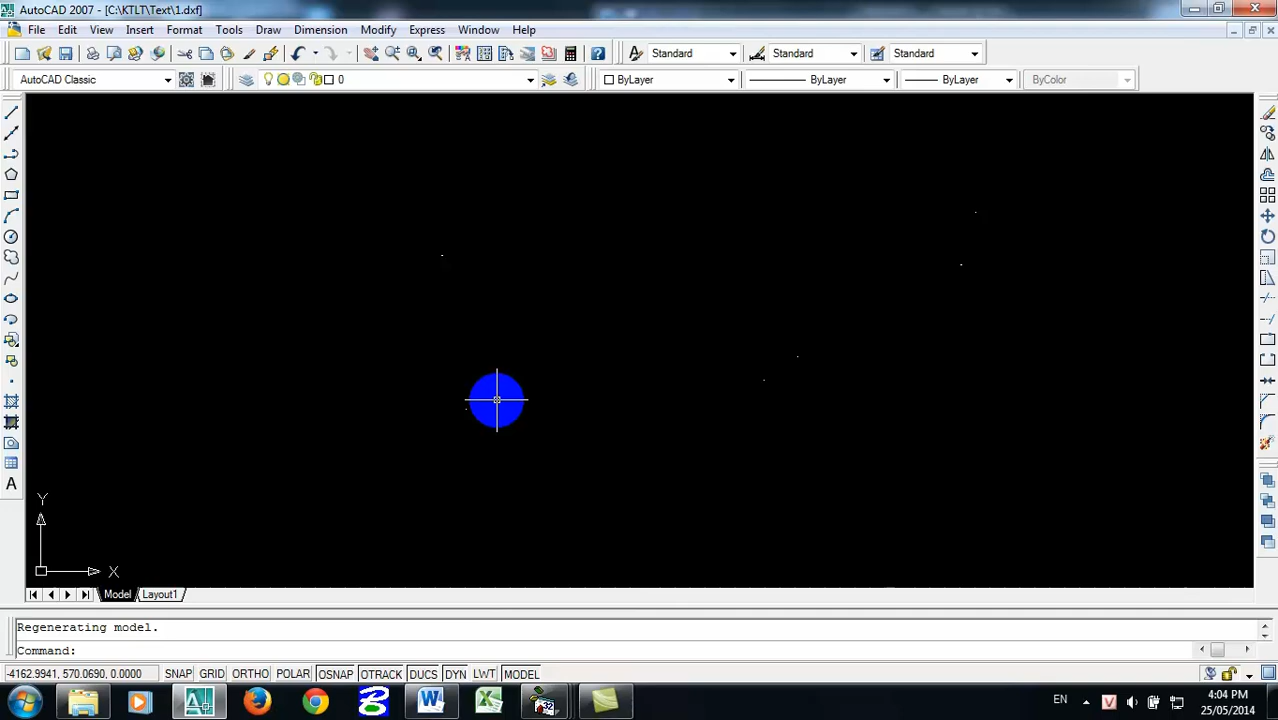 AutoCAD 2007 - [C:\KTLT\Text\1.dxf]
File Edit View Insert Format Tools Draw Dimension Modify Express Window Help
Standard Standard Standard
AutoCAD Classic 0 ByLayer ByLayer ByLayer ByColor
A
Y
X
Model Layout1
Regenerating model.
Command:
-4162.9941, 570.0690, 0.0000 SNAP GRID ORTHO POLAR OSNAP OTRACK DUCS DYN LWT MODEL
EN 4:04 PM
25/05/2014